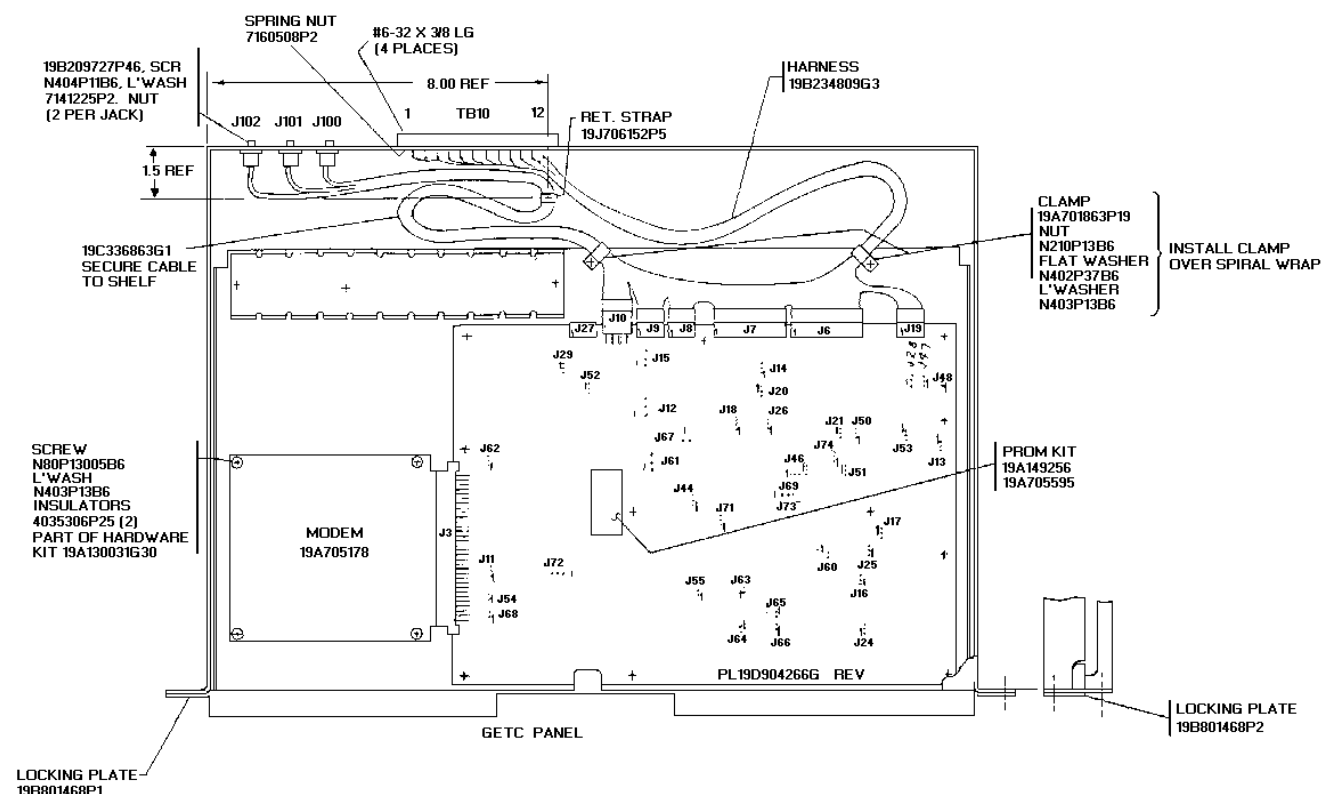 SPRING NUT
7160508P2
#6-32 X 3/8 LG
(4 PLACES)
19B209727P46, SCR
N404P11B6, L'WASH
7141225P2. NUT
(2 PER JACK)
8.00 REF
HARNESS
19B234809G3
1 TB10 12
J102 J101 J100
RET. STRAP
19J706152P5
1.5 REF
CLAMP
19A701863P19
NUT
N210P13B6
FLAT WASHER
N402P37B6
L'WASHER
N403P13B6
INSTALL CLAMP
OVER SPIRAL WRAP
19C336863G1
SECURE CABLE
TO SHELF
J27 J10 J9 J8 J7 J6 J19
J28 J47
J29 J15 J14
J52 J20 J48
J12 J18 J26
J67 J21 J50
J53 J13
J62 J61 J74
J46 J51
J69
J44 J73
J71 J17
SCREW
N80P13005B6
L'WASH
N403P13B6
INSULATORS
4035306P25 (2)
PART OF HARDWARE
KIT 19A130031G30
PROM KIT
19A149256
19A705595
MODEM
19A705178
J3
J11 J72 J60 J25
J55 J63 J16
J54
J68 J65
J64 J66 J24
PL19D904266G REV
GETC PANEL
LOCKING PLATE
19B801468P2
LOCKING PLATE
19B801468P1